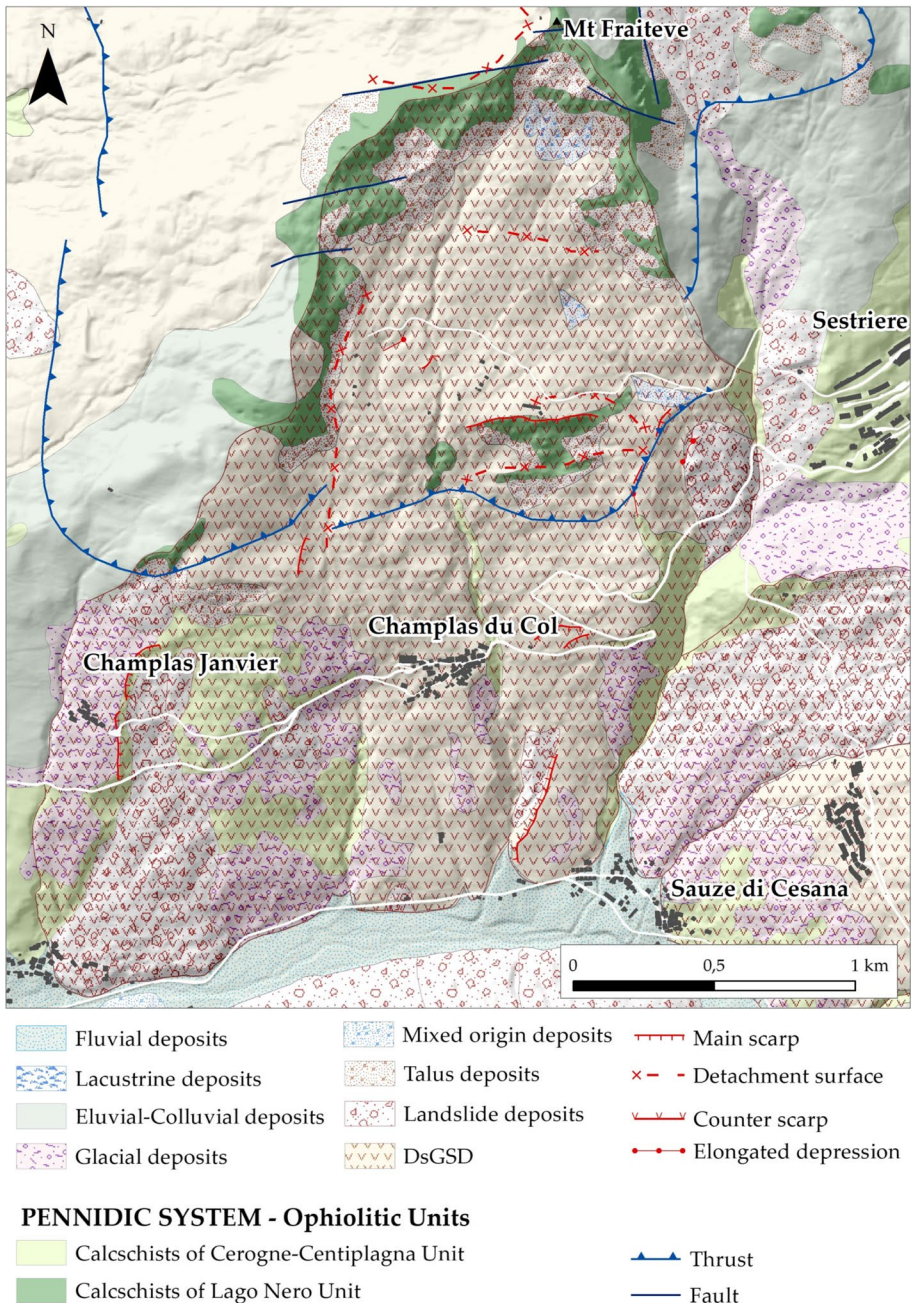 N
Mt Fraiteve
Sestriere
Champlas du Col
Champlas Janvier
Sauze di Cesana
0 0,5 1 km
Fluvial deposits
Lacustrine deposits
Eluvial-Colluvial deposits
Glacial deposits
Mixed origin deposits
Talus deposits
Landslide deposits
DsGSD
Main scarp
Detachment surface
Counter scarp
Elongated depression
PENNIDIC SYSTEM - Ophiolitic Units
Calcschists of Cerogne-Centiplagna Unit
Calcschists of Lago Nero Unit
Thrust
Fault